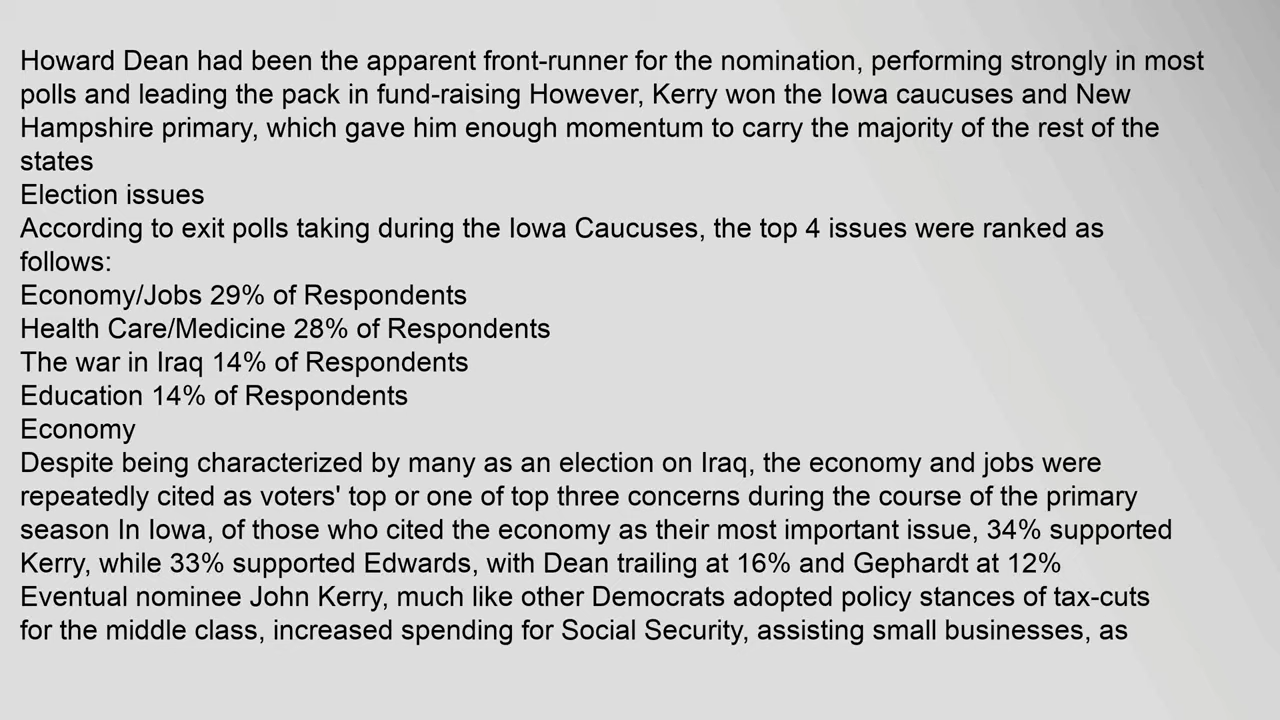 Howard Dean had been the apparent front-runner for the nomination, performing strongly in most
polls and leading the pack in fund-raising However, Kerry won the Iowa caucuses and New
Hampshire primary, which gave him enough momentum to carry the majority of the rest of the
states
Election issues
According to exit polls taking during the Iowa Caucuses, the top 4 issues were ranked as
follows:
Economy/Jobs 29% of Respondents
Health Care/Medicine 28% of Respondents
The war in Iraq 14% of Respondents
Education 14% of Respondents
Economy
Despite being characterized by many as an election on Iraq, the economy and jobs were
repeatedly cited as voters' top or one of top three concerns during the course of the primary
season In Iowa, of those who cited the economy as their most important issue, 34% supported
Kerry, while 33% supported Edwards, with Dean trailing at 16% and Gephardt at 12%
Eventual nominee John Kerry, much like other Democrats adopted policy stances of tax-cuts
for the middle class, increased spending for Social Security, assisting small businesses, as